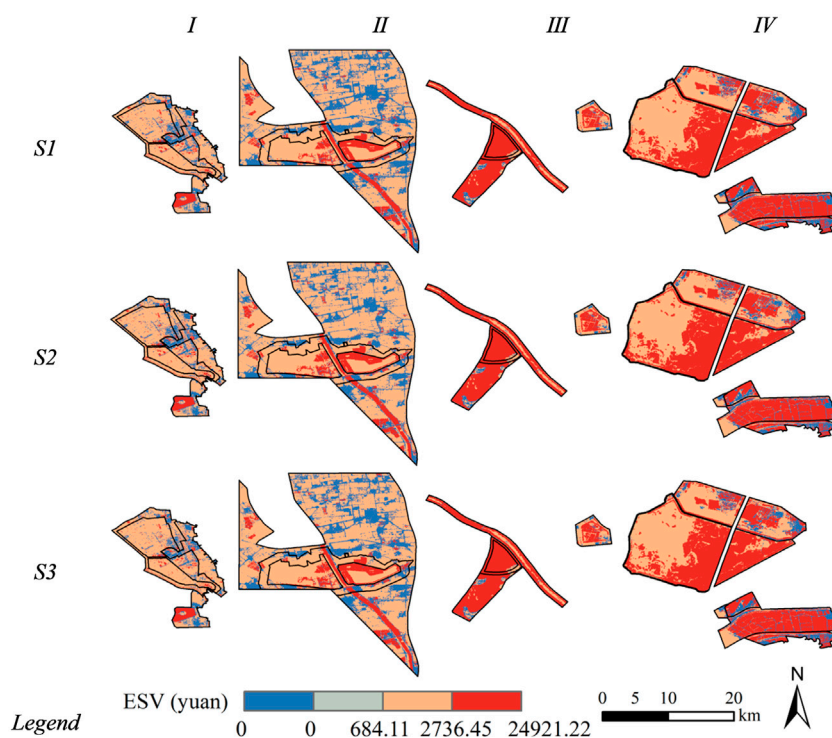 I II III IV
S1
S2
S3
N
ESV (yuan)
0 0 684.11 2736.45 24921.22
0 10 20 km
Legend